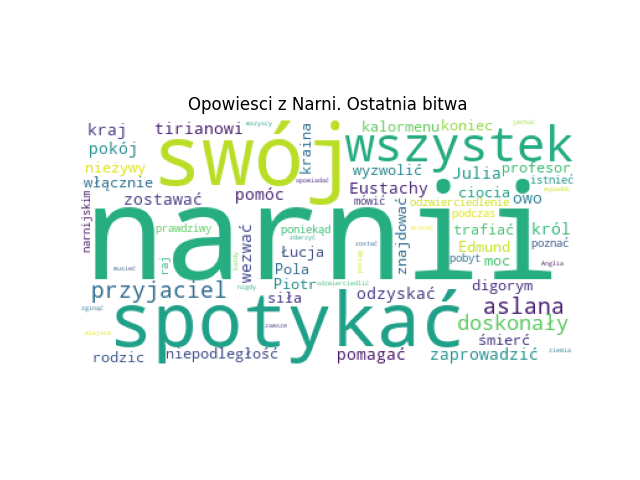 Opowiesci z Narni. Ostatnia bitwa
kraj tirianowi wszyscy kalormenu koniec jechać
pokój swój kraina wszystek
nieżywy wyzwolić Julia profesor
włącznie opowiadać Eustachy istnieć
zostawać pomóc mówić ciocia owo wypadek
narnijskim odzwierciedlenie
narnii znajdować podczas
prawdziwy poniekąd trafiać król
wezwać zdarzyć wracać
Łucja zostać Edmund poznać
raj każdy Pola pobyt moc Anglia
musieć Piotr odzwierciedlić digorym
przyjaciel nigdy siła odzyskać
zginąć spotykać aslana
zawsze doskonały
miejsce śmierć
rodzic niepodległość pomagać zaprowadzić ziemia